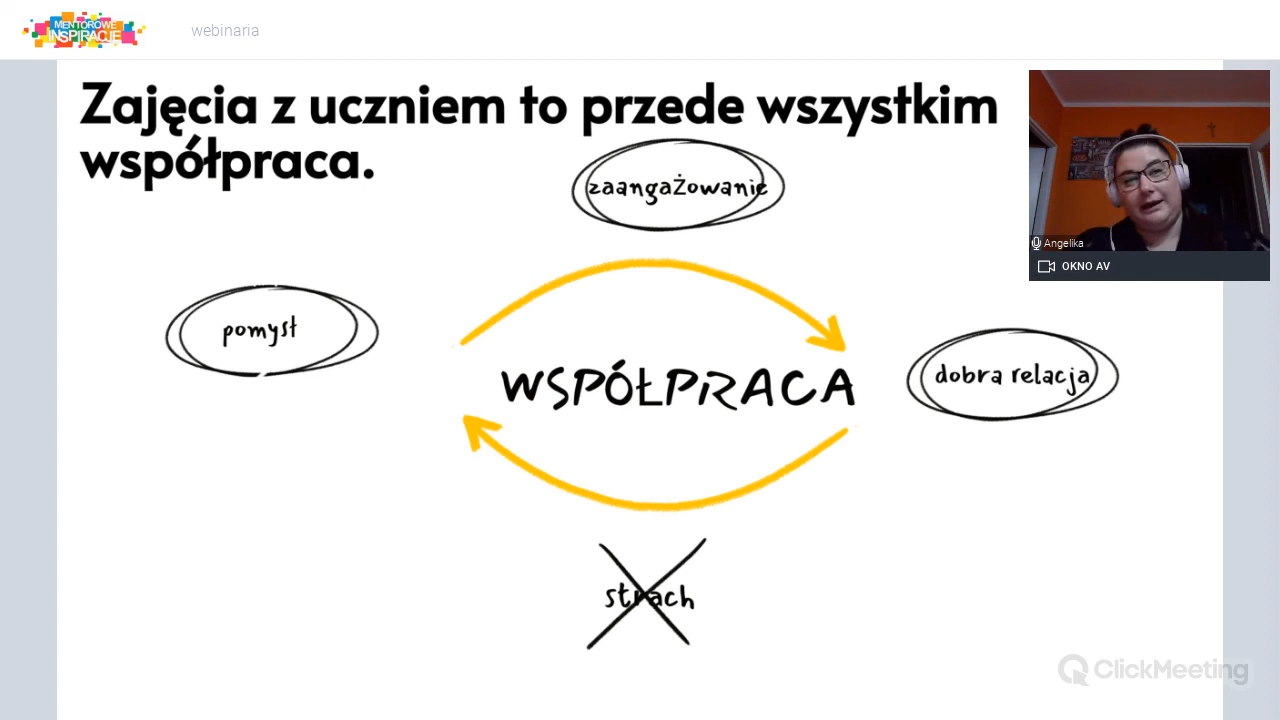 MENTOROWE
INSPIRACJE
webinaria
Zajęcia z uczniem to przede wszystkim
współpraca.
zaangażowanie
Angelika
OKNO AV
pomysł
WSPÓŁPRACA
dobra relacja
strach
ClickMeeting